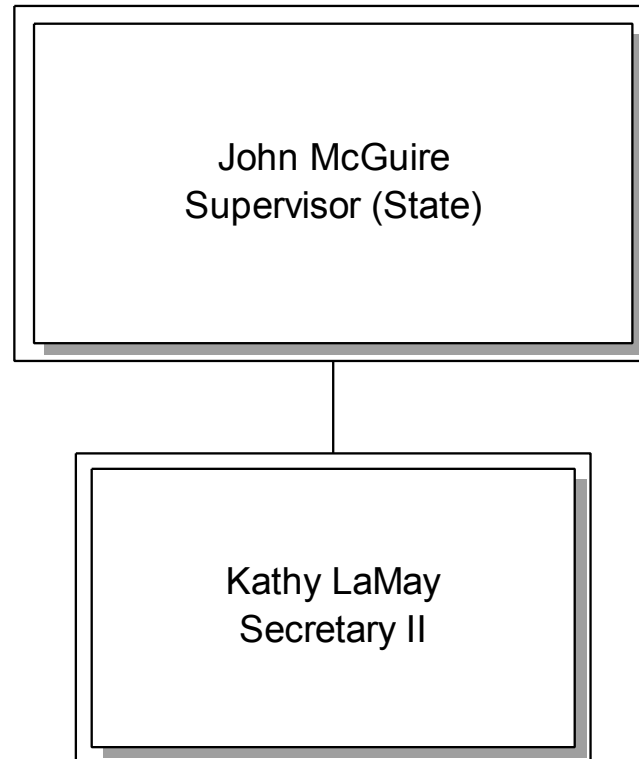 John McGuire
Supervisor (State)
Kathy LaMay
Secretary II